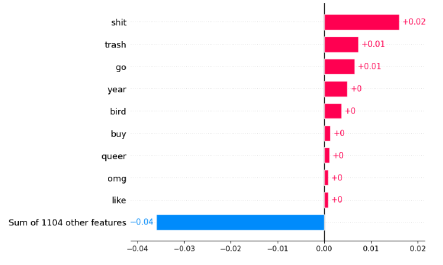 shit +0.02
trash +0.01
go +0.01
year +0
bird +0
buy +0
queer +0
omg +0
like +0
Sum of 1104 other features −0.04
−0.04 −0.03 −0.02 −0.01 0.00 0.01 0.02